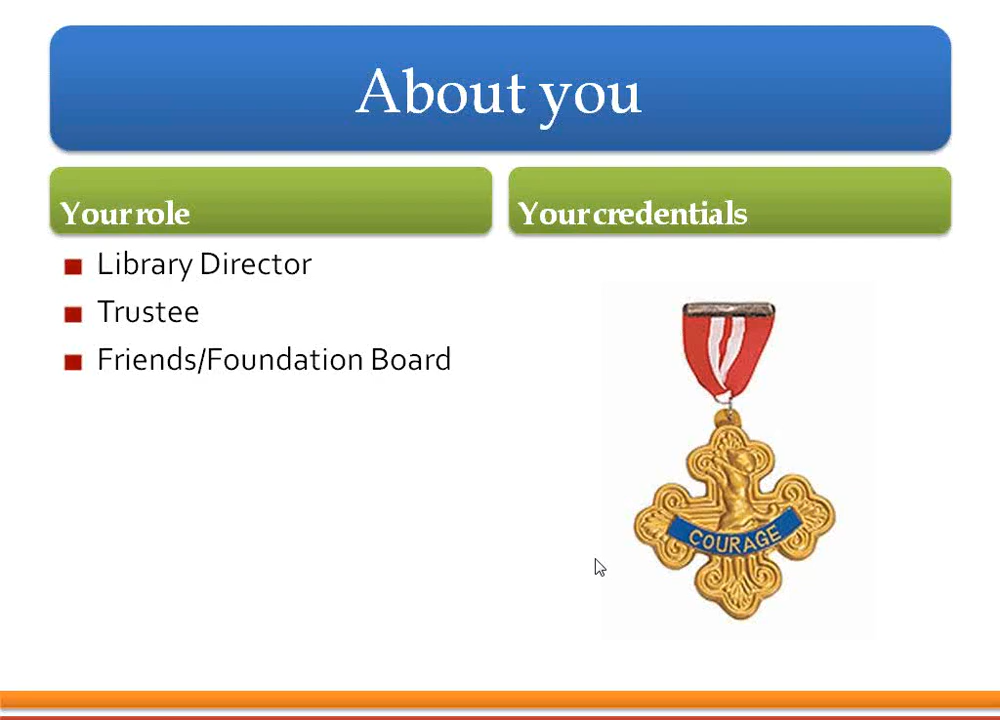 About you
Your role
Library Director
Trustee
Friends/Foundation Board
Your credentials
COURAGE